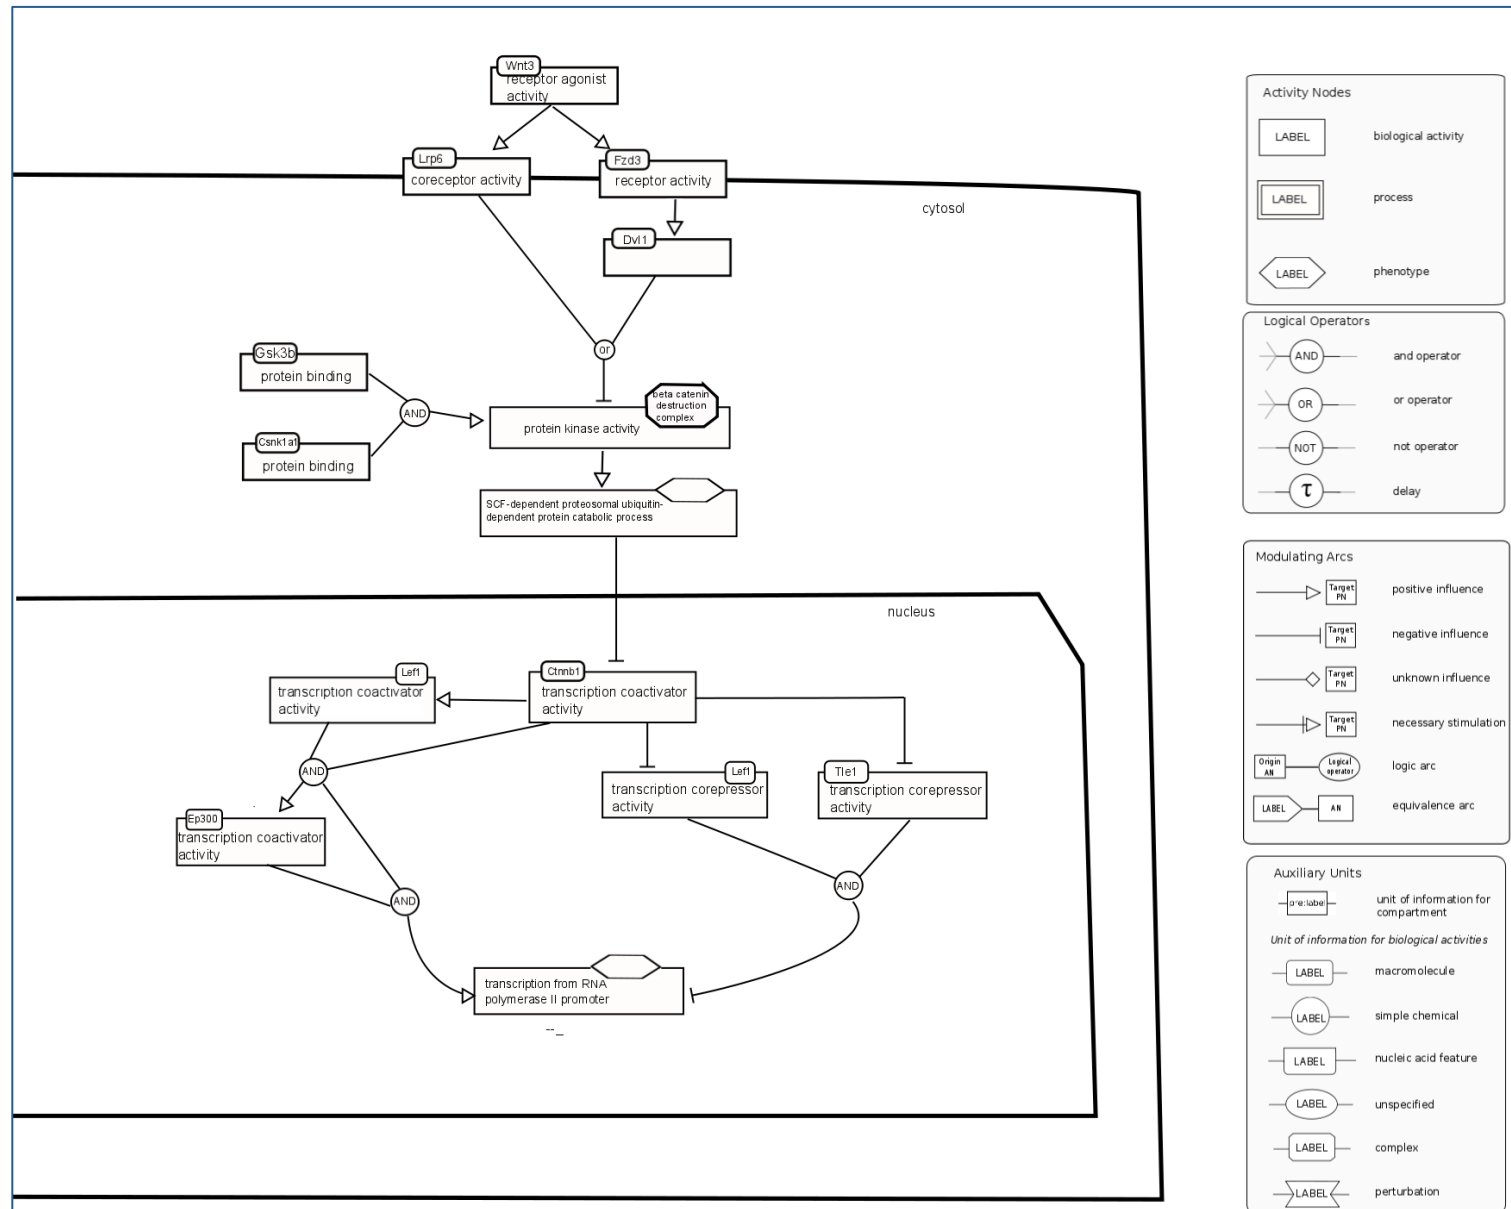 Wnt3
receptor agonist
activity
Lrp6
coreceptor activity
Fzd3
receptor activity
cytosol
Dvl1
or
Gsk3b
protein binding
AND
Csnk1a1
protein binding
beta catenin
destruction
complex
protein kinase activity
SCF-dependent proteosomal ubiquitin-
dependent protein catabolic process
nucleus
Lef1
transcription coactivator
activity
Ctnnb1
transcription coactivator
activity
AND
Lef1
transcription corepressor
activity
Tle1
transcription corepressor
activity
Ep300
transcription coactivator
activity
AND
AND
transcription from RNA
polymerase II promoter
Activity Nodes
LABEL biological activity
LABEL process
LABEL phenotype
Logical Operators
AND and operator
OR or operator
NOT not operator
τ delay
Modulating Arcs
Target
PN
positive influence
Target
PN
negative influence
Target
PN
unknown influence
Target
PN
necessary stimulation
Origin
AN
Logical
operator
logic arc
LABEL AN equivalence arc
Auxiliary Units
pre:label
unit of information for
compartment
Unit of information for biological activities
LABEL macromolecule
LABEL simple chemical
LABEL nucleic acid feature
LABEL unspecified
LABEL complex
LABEL perturbation